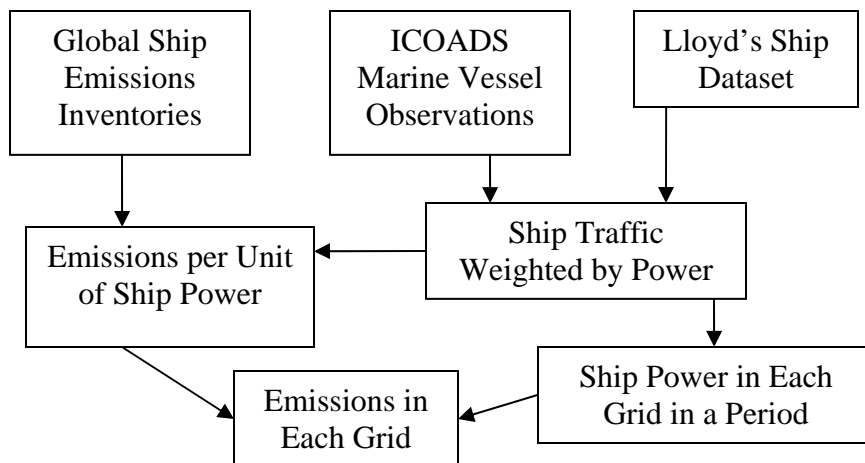 Global Ship
Emissions
Inventories
ICOADS
Marine Vessel
Observations
Lloyd’s Ship
Dataset
Emissions per Unit
of Ship Power
Ship Traffic
Weighted by Power
Emissions in
Each Grid
Ship Power in Each
Grid in a Period